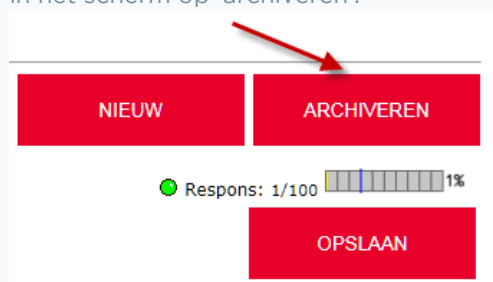 in het scherm op 'archiveren'.
NIEUW ARCHIVEREN
Respons: 1/100 1%
OPSLAAN